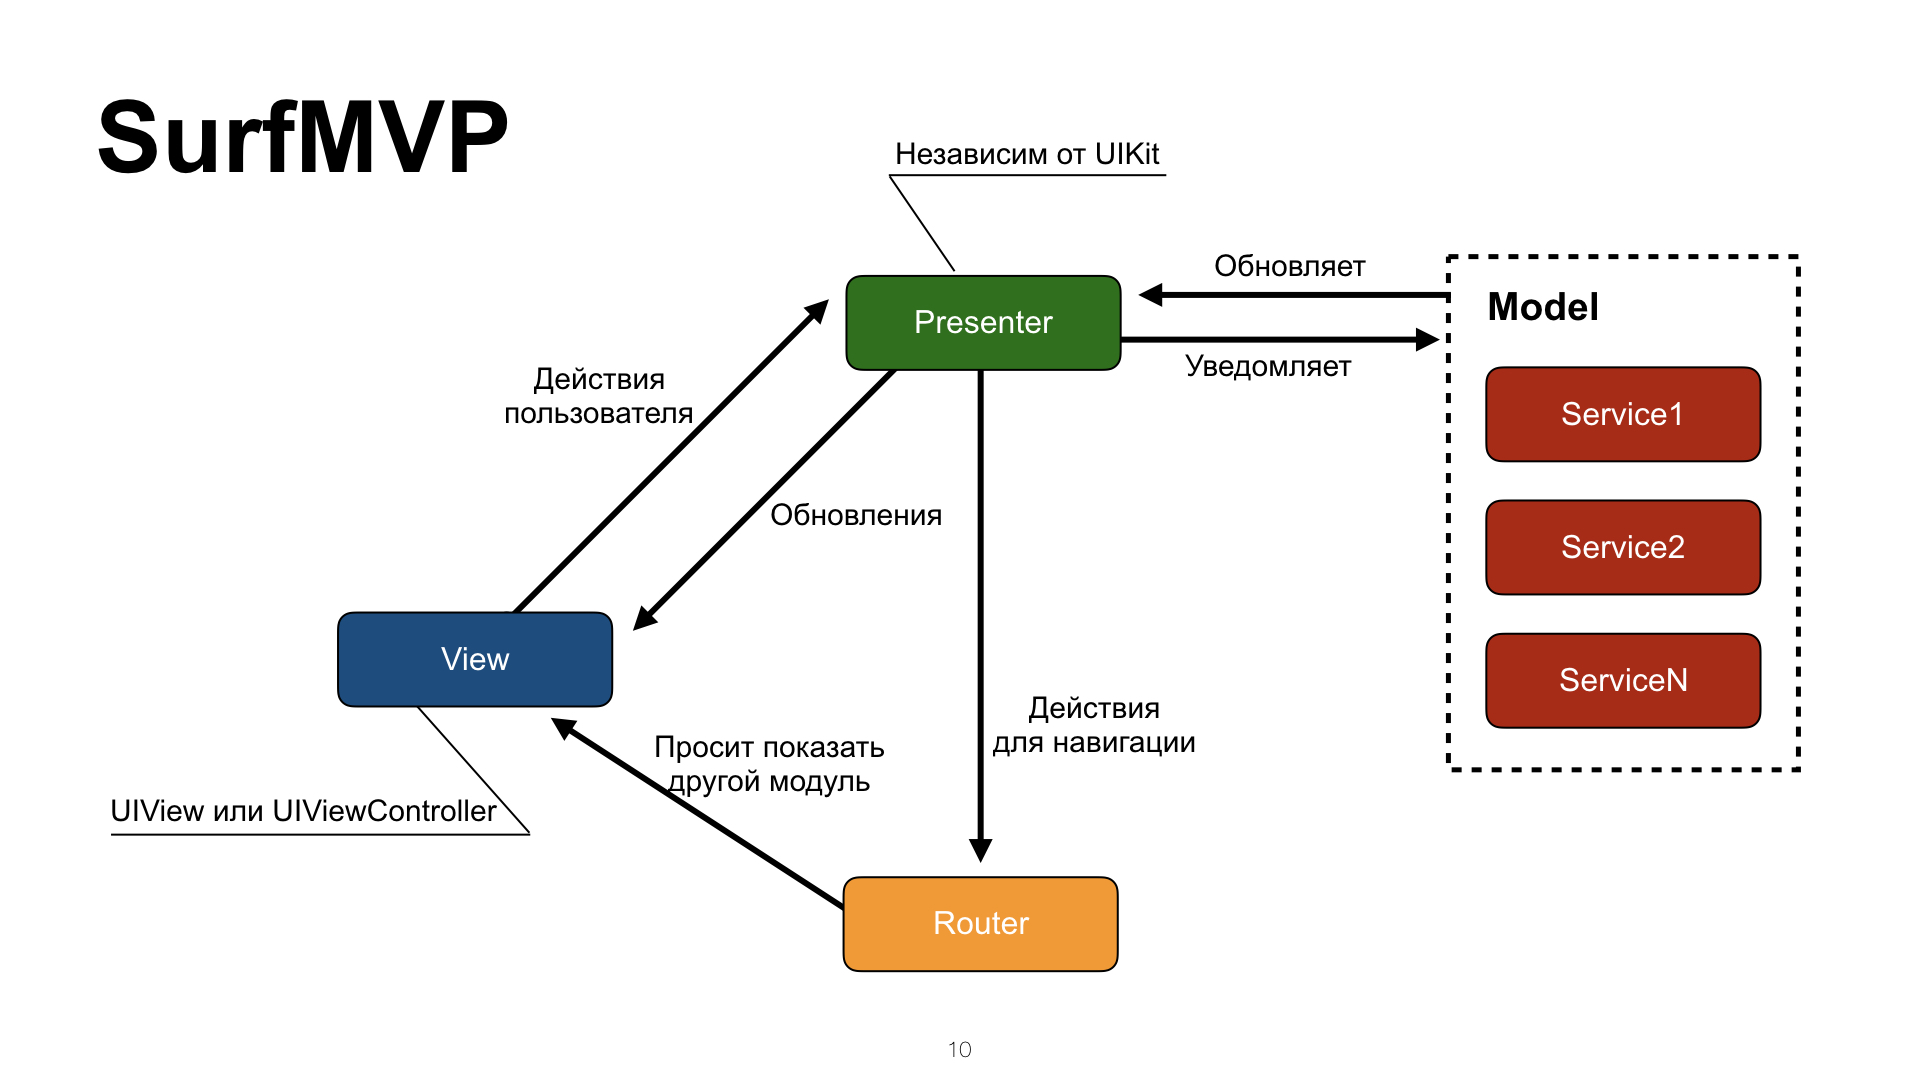 SurfMVP
Независим от UIKit
Обновляет
Model
Presenter
Уведомляет
Действия
пользователя
Service1
Обновления
Service2
View
ServiceN
Действия
для навигации
Просит показать
другой модуль
UIView или UIViewController
Router
10